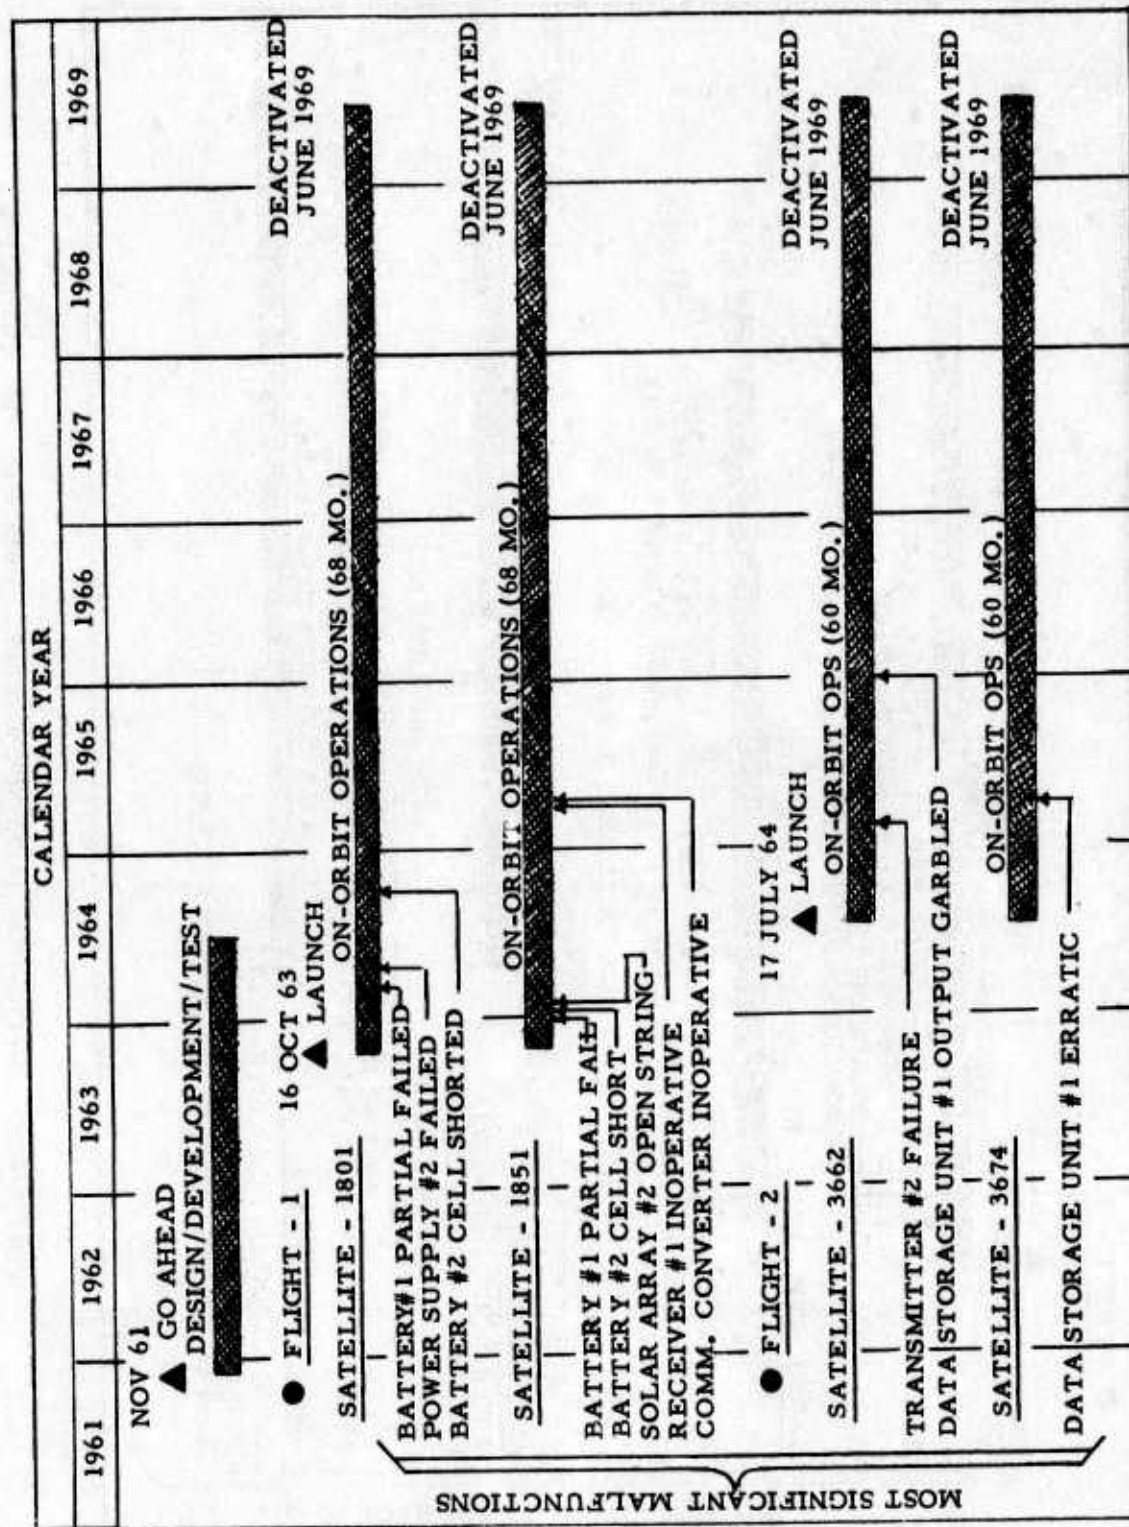 CALENDAR YEAR
1961 1962 1963 1964 1965 1966 1967 1968 1969
NOV 61
GO AHEAD
DESIGN/DEVELOPMENT/TEST
FLIGHT - 1 16 OCT 63
LAUNCH
DEACTIVATED
JUNE 1969
SATELLITE - 1801 ON-ORBIT OPERATIONS (68 MO.)
BATTERY#1 PARTIAL FAILED
POWER SUPPLY #2 FAILED
BATTERY #2 CELL SHORTED
DEACTIVATED
JUNE 1969
SATELLITE - 1851 ON-ORBIT OPERATIONS (68 MO.)
BATTERY #1 PARTIAL FAIL
BATTERY #2 CELL SHORT
SOLAR ARRAY #2 OPEN STRING
RECEIVER #1 INOPERATIVE
COMM. CONVERTER INOPERATIVE
FLIGHT - 2 17 JULY 64
LAUNCH
DEACTIVATED
JUNE 1969
SATELLITE - 3662 ON-ORBIT OPS (60 MO.)
TRANSMITTER #2 FAILURE
DATA STORAGE UNIT #1 OUTPUT GARBLED
DEACTIVATED
JUNE 1969
SATELLITE - 3674 ON-ORBIT OPS (60 MO.)
DATA STORAGE UNIT #1 ERRATIC
MOST SIGNIFICANT MALFUNCTIONS